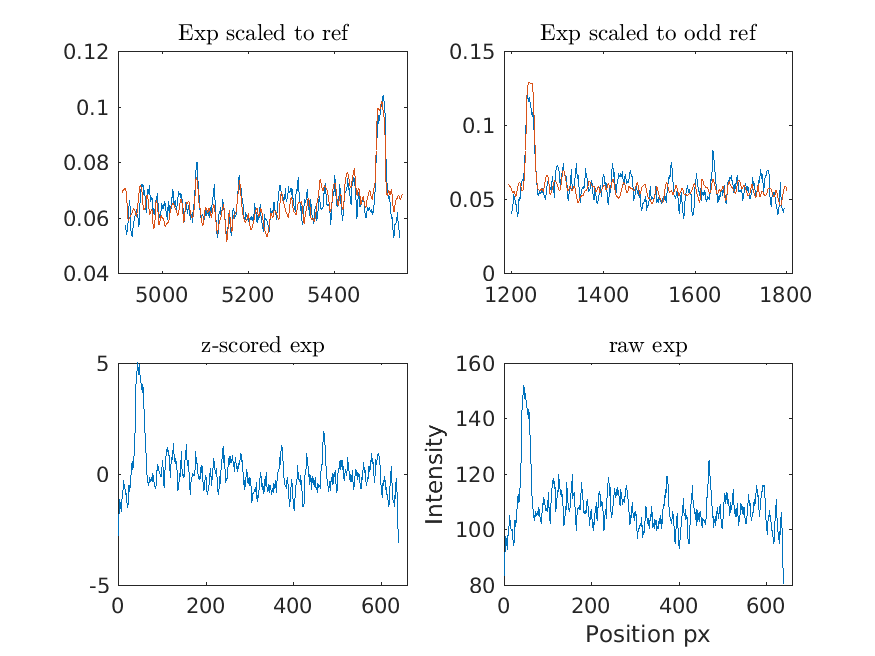 Exp scaled to ref
0.12
0.1
0.08
0.06
0.04
5000 5200 5400
Exp scaled to odd ref
0.15
0.1
0.05
0
1200 1400 1600 1800
z-scored exp
5
0
-5
0 200 400 600
raw exp
160
140
120
100
80
Intensity
0 200 400 600
Position px